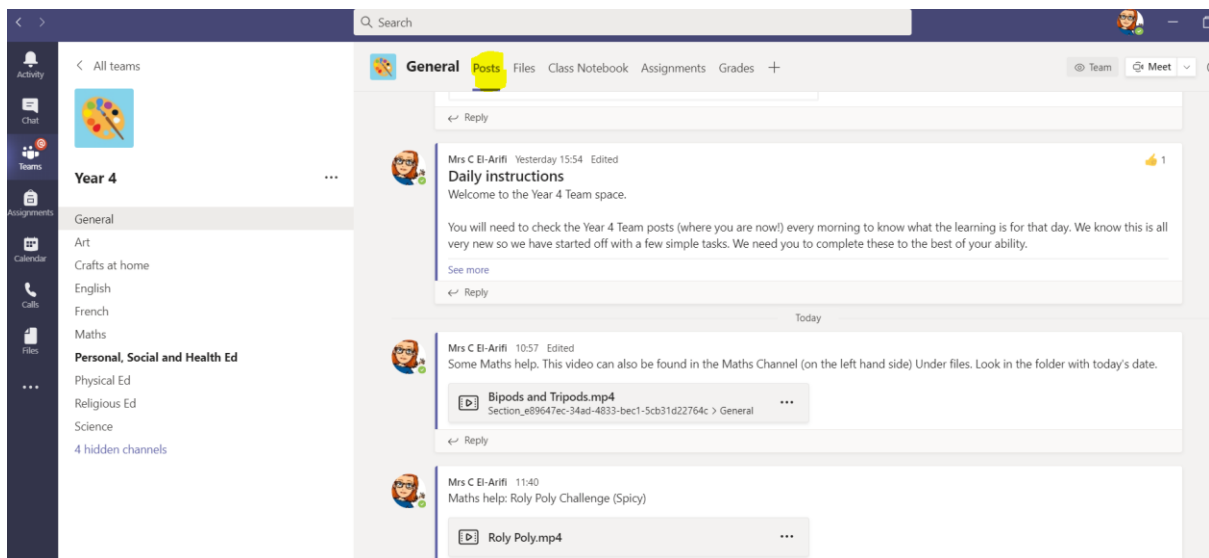 Search
Activity
Chat
Teams
Assignments
Calendar
Calls
Files
All teams
Year 4
General
Art
Crafts at home
English
French
Maths
Personal, Social and Health Ed
Physical Ed
Religious Ed
Science
4 hidden channels
General Posts Files Class Notebook Assignments Grades +
Team Meet
Reply
Mrs C El-Arifi Yesterday 15:54 Edited
1
Daily instructions
Welcome to the Year 4 Team space.
You will need to check the Year 4 Team posts (where you are now!) every morning to know what the learning is for that day. We know this is all
very new so we have started off with a few simple tasks. We need you to complete these to the best of your ability.
See more
Reply
Today
Mrs C El-Arifi 10:57 Edited
Some Maths help. This video can also be found in the Maths Channel (on the left hand side) Under files. Look in the folder with today's date.
Bipods and Tripods.mp4
Section_e89647ec-34ad-4833-bec1-5cb31d22764c > General
Reply
Mrs C El-Arifi 11:40
Maths help: Roly Poly Challenge (Spicy)
Roly Poly.mp4